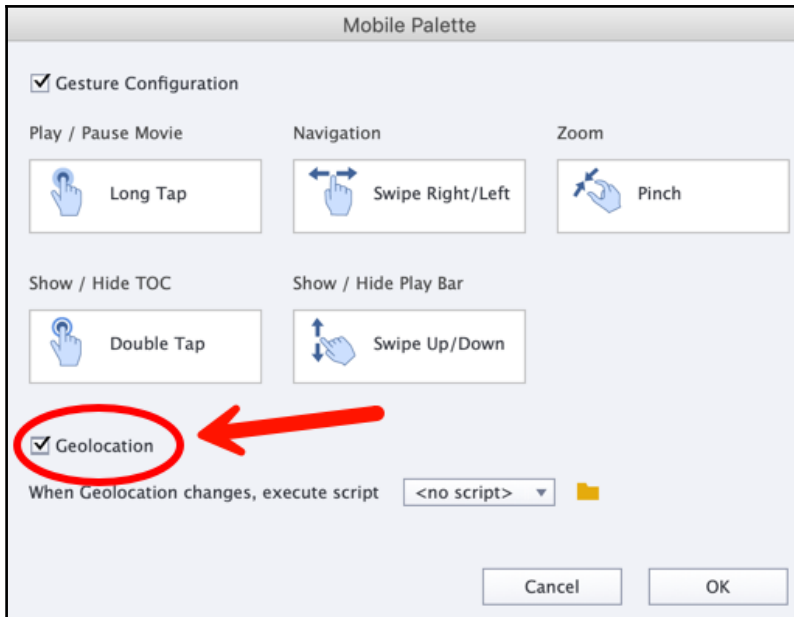 Mobile Palette
Gesture Configuration
Play / Pause Movie
Navigation
Zoom
Long Tap
Swipe Right/Left
Pinch
Show / Hide TOC
Show / Hide Play Bar
Double Tap
Swipe Up/Down
Geolocation
When Geolocation changes, execute script <no script>
Cancel
OK